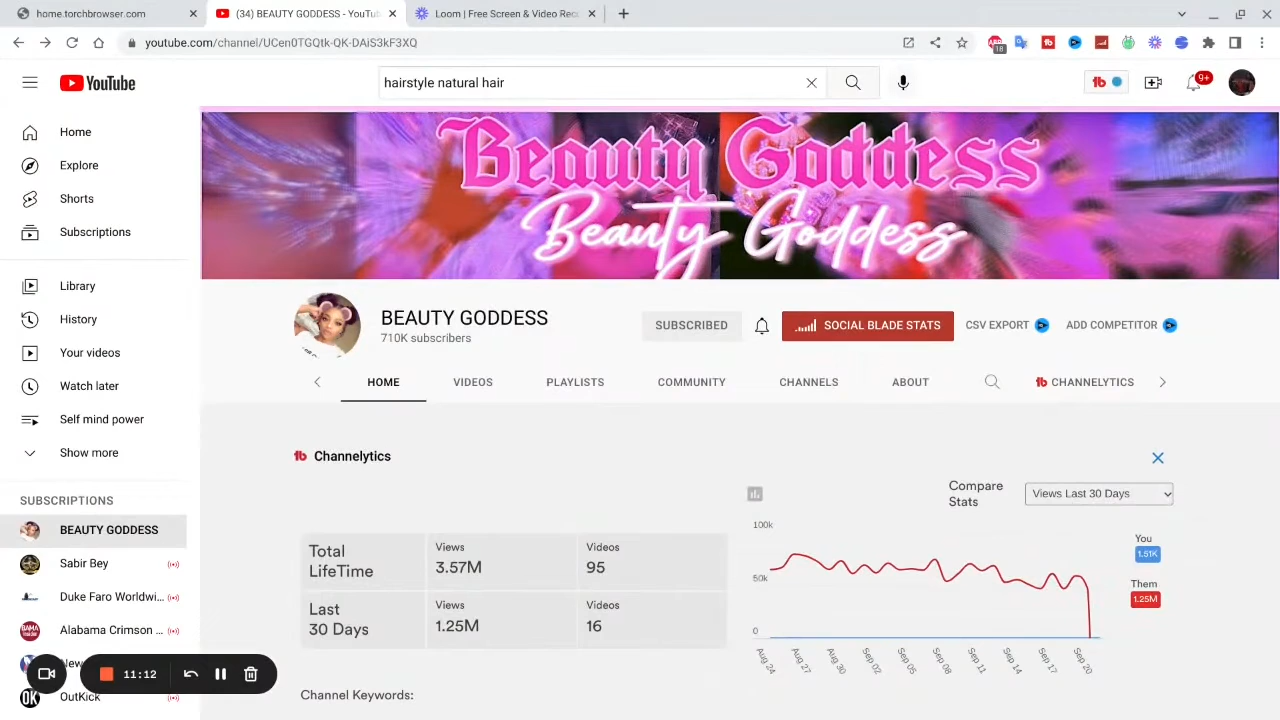 home.torchbrowser.com
(34) BEAUTY GODDESS - YouTu
Loom | Free Screen & Video Rec
youtube.com/channel/UCen0TGQtk-QK-DAiS3kF3XQ
18
YouTube
hairstyle natural hair
9+
Home
Explore
Shorts
Subscriptions
Library
History
Your videos
Watch later
Self mind power
Show more
SUBSCRIPTIONS
BEAUTY GODDESS
Sabir Bey
Duke Faro Worldwi...
Alabama Crimson ...
New
OutKick
11:12
Beauty Goddess
Beauty Goddess
BEAUTY GODDESS
710K subscribers
SUBSCRIBED
SOCIAL BLADE STATS
CSV EXPORT
ADD COMPETITOR
HOME
VIDEOS
PLAYLISTS
COMMUNITY
CHANNELS
ABOUT
CHANNELYTICS
Channelytics
Compare Stats
Views Last 30 Days
Total LifeTime
Views
3.57M
Videos
95
Last 30 Days
Views
1.25M
Videos
16
100k
50k
0
Aug 24
Aug 27
Aug 30
Sep 02
Sep 05
Sep 08
Sep 11
Sep 14
Sep 17
Sep 20
You
1.51K
Them
1.25M
Channel Keywords: